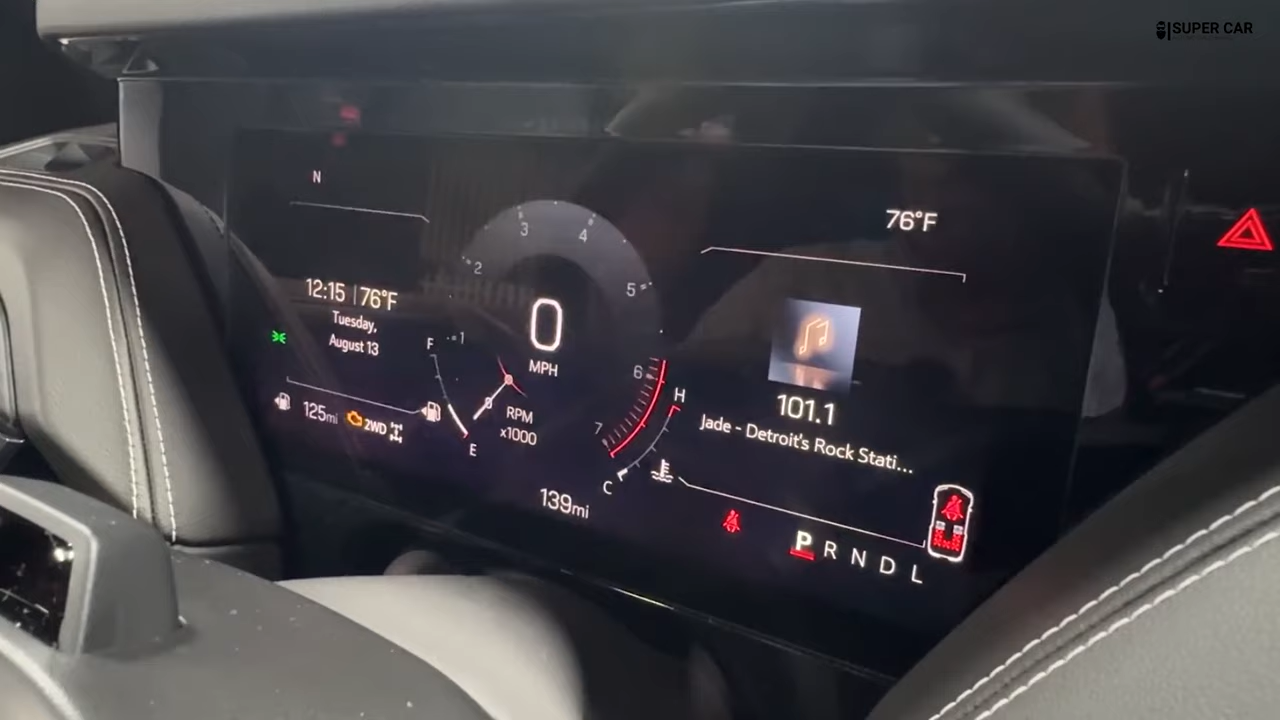 SUPER CAR
N
76°F
3
4
2
5
12:15 | 76°F
Tuesday,
August 13
0
MPH
F
1
6
H
101.1
Jade - Detroit's Rock Stati...
125mi
2WD
0
RPM
x1000
7
E
C
139mi
P R N D L